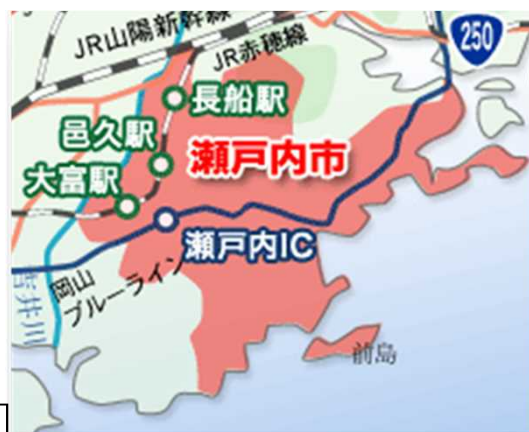 JR山陽新幹線
JR赤穂線
250
長船駅
邑久駅
瀬戸内市
大富駅
瀬戸内IC
岡山
ブルーライン
吉井川
前島